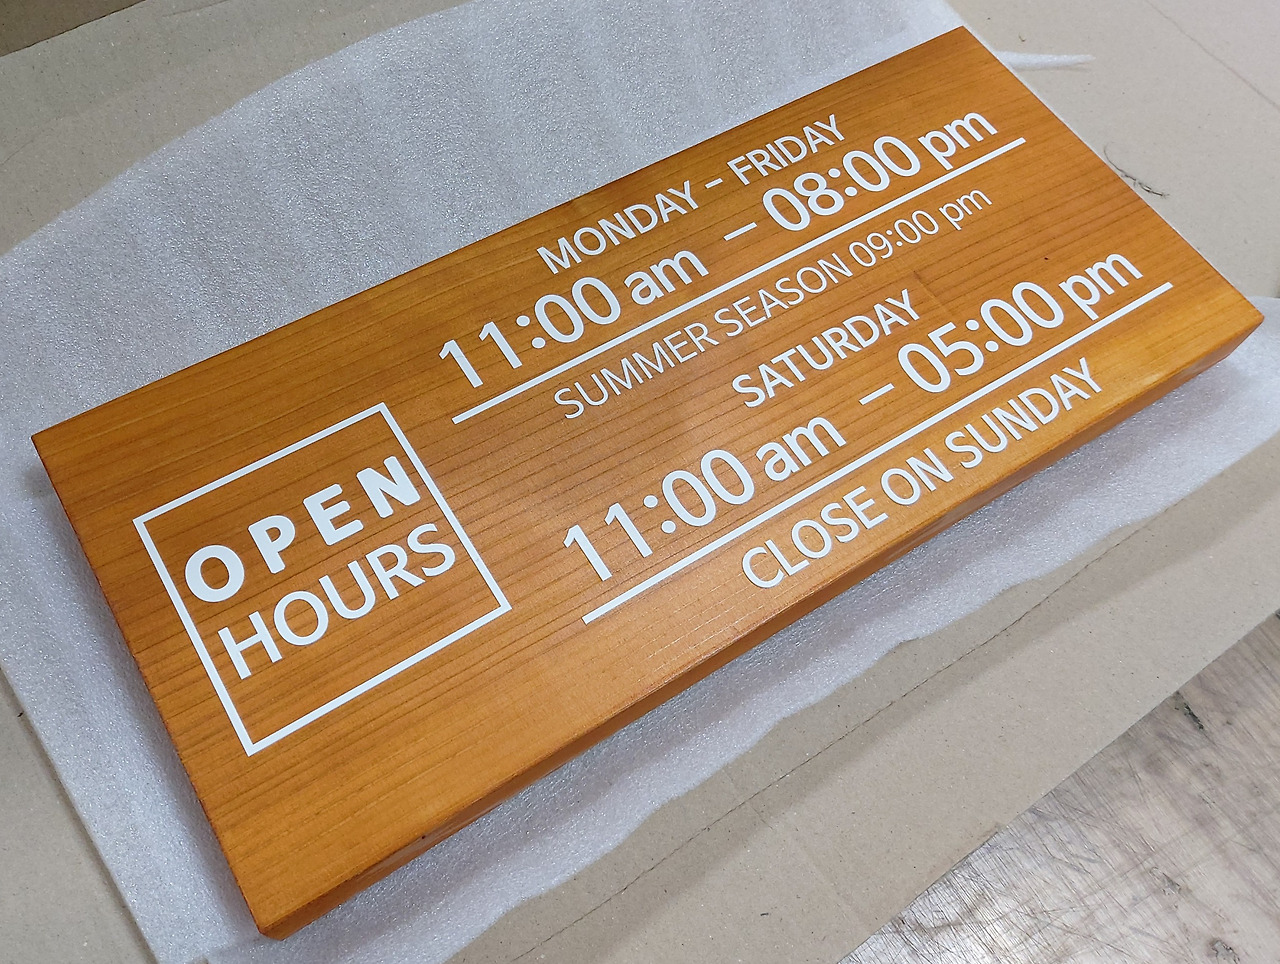 OPEN
HOURS
MONDAY - FRIDAY
11:00 am – 08:00 pm
SUMMER SEASON 09:00 pm
SATURDAY
11:00 am – 05:00 pm
CLOSE ON SUNDAY